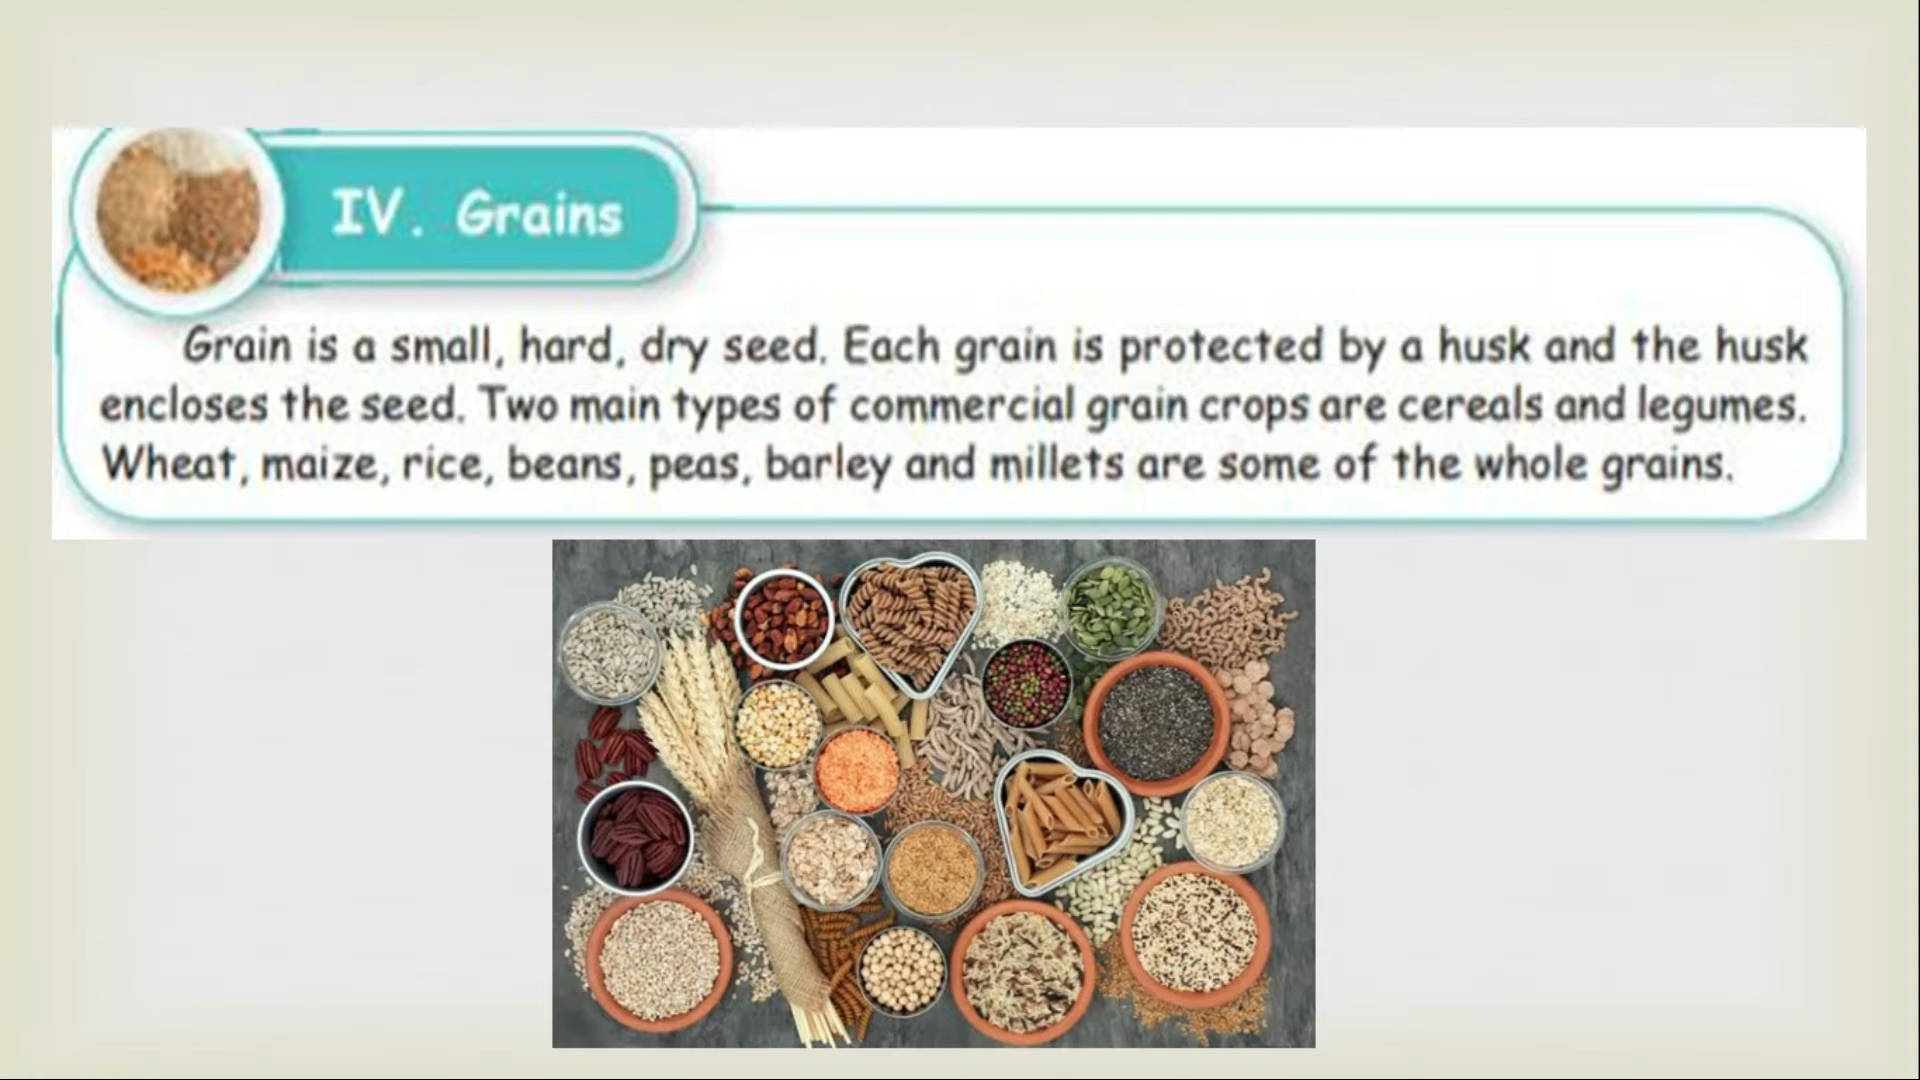 IV. Grains
Grain is a small, hard, dry seed. Each grain is protected by a husk and the husk
encloses the seed. Two main types of commercial grain crops are cereals and legumes.
Wheat, maize, rice, beans, peas, barley and millets are some of the whole grains.